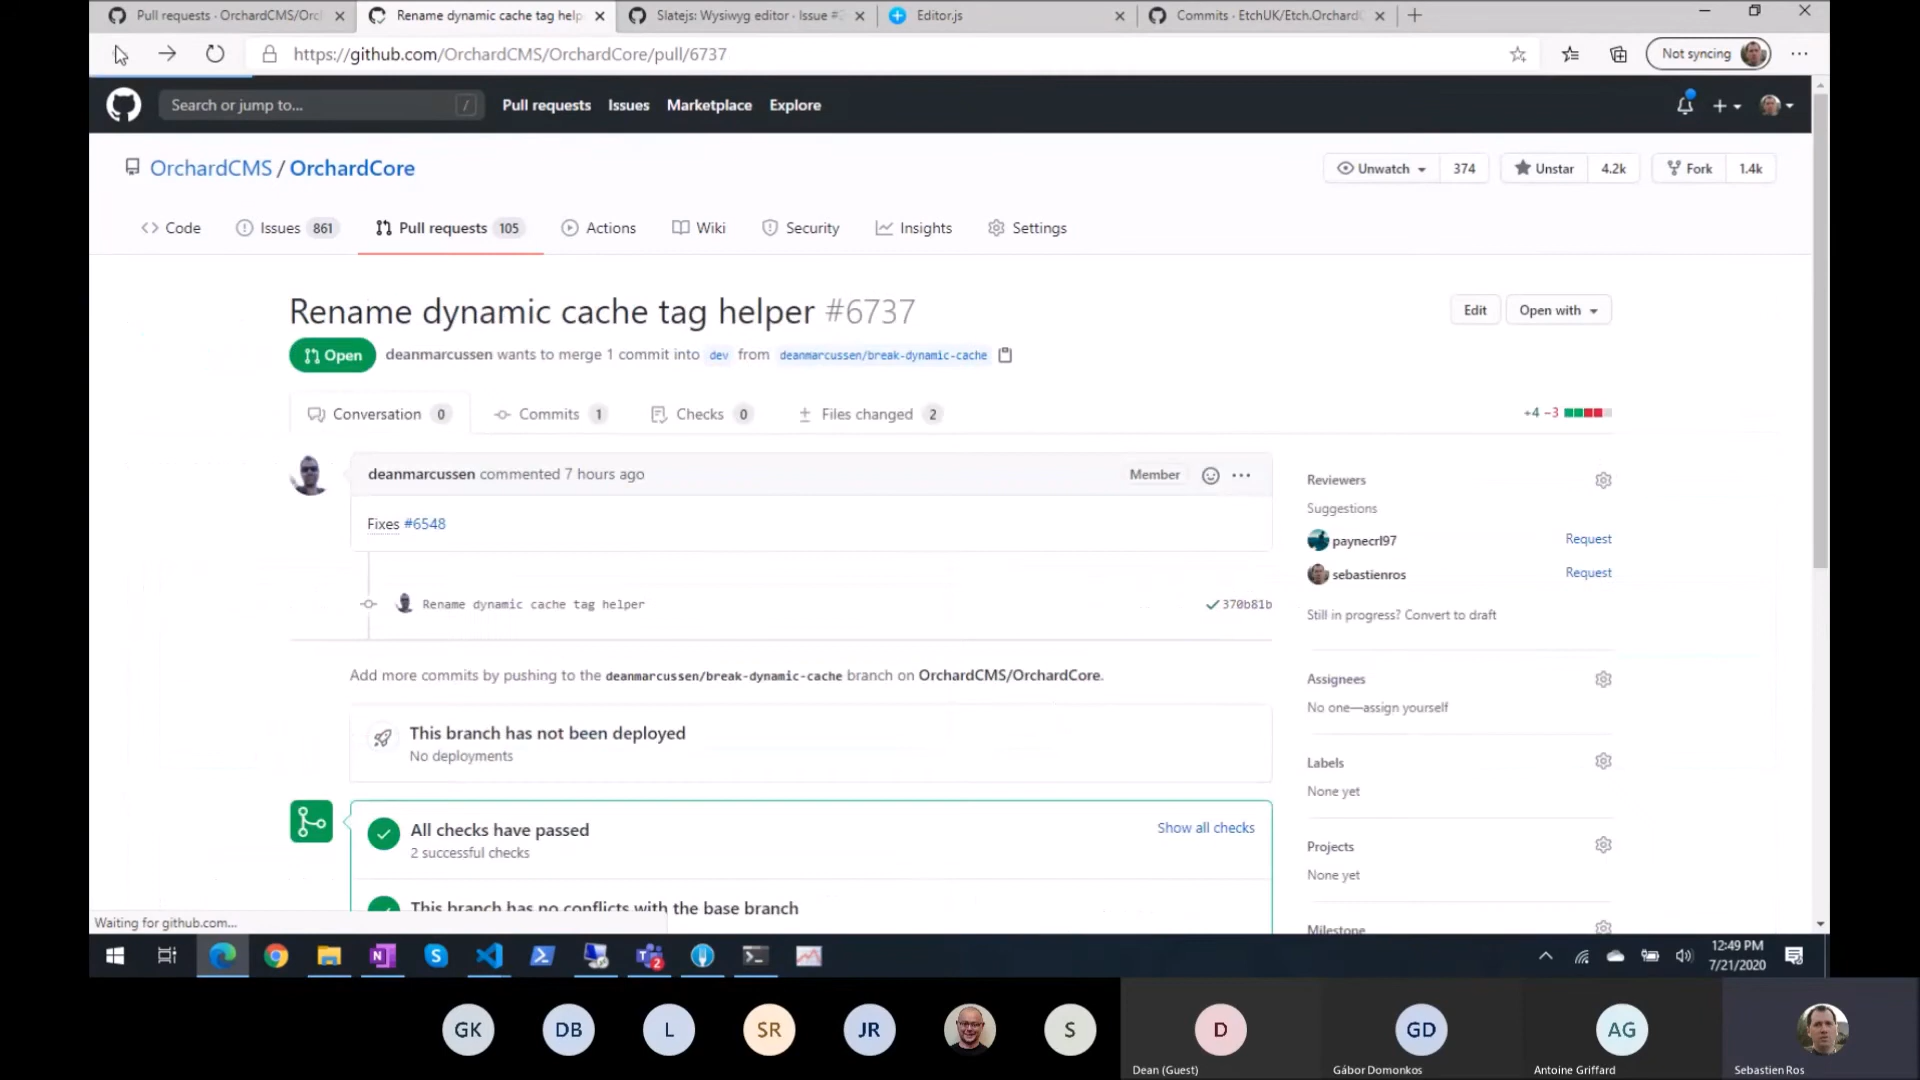 Pull requests · OrchardCMS/Orc
Rename dynamic cache tag help
Slatejs: Wysiwyg editor · Issue #
Editor.js
Commits · EtchUK/Etch.Orchard
https://github.com/OrchardCMS/OrchardCore/pull/6737
Not syncing
Search or jump to...
/
Pull requests
Issues
Marketplace
Explore
OrchardCMS / OrchardCore
Unwatch
374
Unstar
4.2k
Fork
1.4k
Code
Issues 861
Pull requests 105
Actions
Wiki
Security
Insights
Settings
Rename dynamic cache tag helper #6737
Edit
Open with
Open
deanmarcussen wants to merge 1 commit into dev from deanmarcussen/break-dynamic-cache
Conversation 0
Commits 1
Checks 0
Files changed 2
+4 −3
deanmarcussen commented 7 hours ago
Member
Fixes #6548
Rename dynamic cache tag helper
370b81b
Add more commits by pushing to the deanmarcussen/break-dynamic-cache branch on OrchardCMS/OrchardCore.
This branch has not been deployed
No deployments
All checks have passed
2 successful checks
Show all checks
This branch has no conflicts with the base branch
Reviewers
Suggestions
paynecrl97
Request
sebastienros
Request
Still in progress? Convert to draft
Assignees
No one—assign yourself
Labels
None yet
Projects
None yet
Milestone
Waiting for github.com...
2
12:49 PM
7/21/2020
GK
DB
L
SR
JR
S
D
GD
AG
Dean (Guest)
Gábor Domonkos
Antoine Griffard
Sebastien Ros